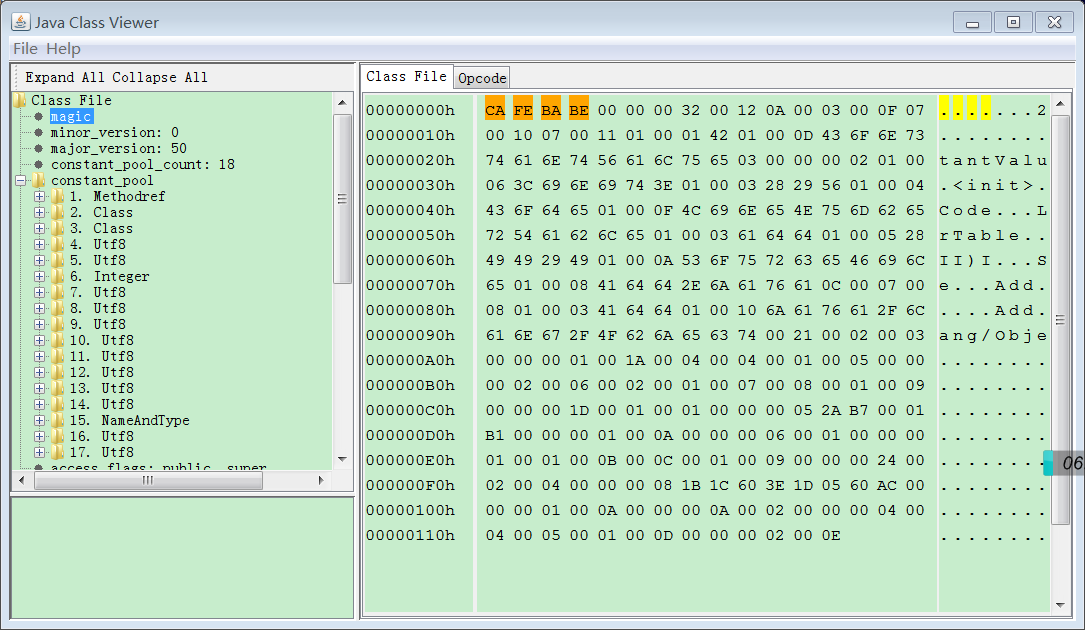 Java Class Viewer
File Help
Expand All Collapse All
Class File
magic
minor_version: 0
major_version: 50
constant_pool_count: 18
constant_pool
1. Methodref
2. Class
3. Class
4. Utf8
5. Utf8
6. Integer
7. Utf8
8. Utf8
9. Utf8
10. Utf8
11. Utf8
12. Utf8
13. Utf8
14. Utf8
15. NameAndType
16. Utf8
17. Utf8
access_flags: public, super
Class File Opcode
00000000h CA FE BA BE 00 00 00 32 00 12 0A 00 03 00 0F 07 .......2
00000010h 00 10 07 00 11 01 00 01 42 01 00 0D 43 6F 6E 73 ........
00000020h 74 61 6E 74 56 61 6C 75 65 03 00 00 00 02 01 00 tantValu
00000030h 06 3C 69 6E 69 74 3E 01 00 03 28 29 56 01 00 04 .<init>.
00000040h 43 6F 64 65 01 00 0F 4C 69 6E 65 4E 75 6D 62 65 Code...L
00000050h 72 54 61 62 6C 65 01 00 03 61 64 64 01 00 05 28 rTable..
00000060h 49 49 29 49 01 00 0A 53 6F 75 72 63 65 46 69 6C II)I...S
00000070h 65 01 00 08 41 64 64 2E 6A 61 76 61 0C 00 07 00 e...Add.
00000080h 08 01 00 03 41 64 64 01 00 10 6A 61 76 61 2F 6C ....Add.
00000090h 61 6E 67 2F 4F 62 6A 65 63 74 00 21 00 02 00 03 ang/Obje
000000A0h 00 00 00 01 00 1A 00 04 00 04 00 01 00 05 00 00 ........
000000B0h 00 02 00 06 00 02 00 01 00 07 00 08 00 01 00 09 ........
000000C0h 00 00 00 1D 00 01 00 01 00 00 00 05 2A B7 00 01 ........
000000D0h B1 00 00 00 01 00 0A 00 00 00 06 00 01 00 00 00 ........
000000E0h 01 00 01 00 0B 00 0C 00 01 00 09 00 00 00 24 00 ........
000000F0h 02 00 04 00 00 00 08 1B 1C 60 3E 1D 05 60 AC 00 ........
00000100h 00 00 01 00 0A 00 00 00 0A 00 02 00 00 00 04 00 ........
00000110h 04 00 05 00 01 00 0D 00 00 00 02 00 0E ........
06